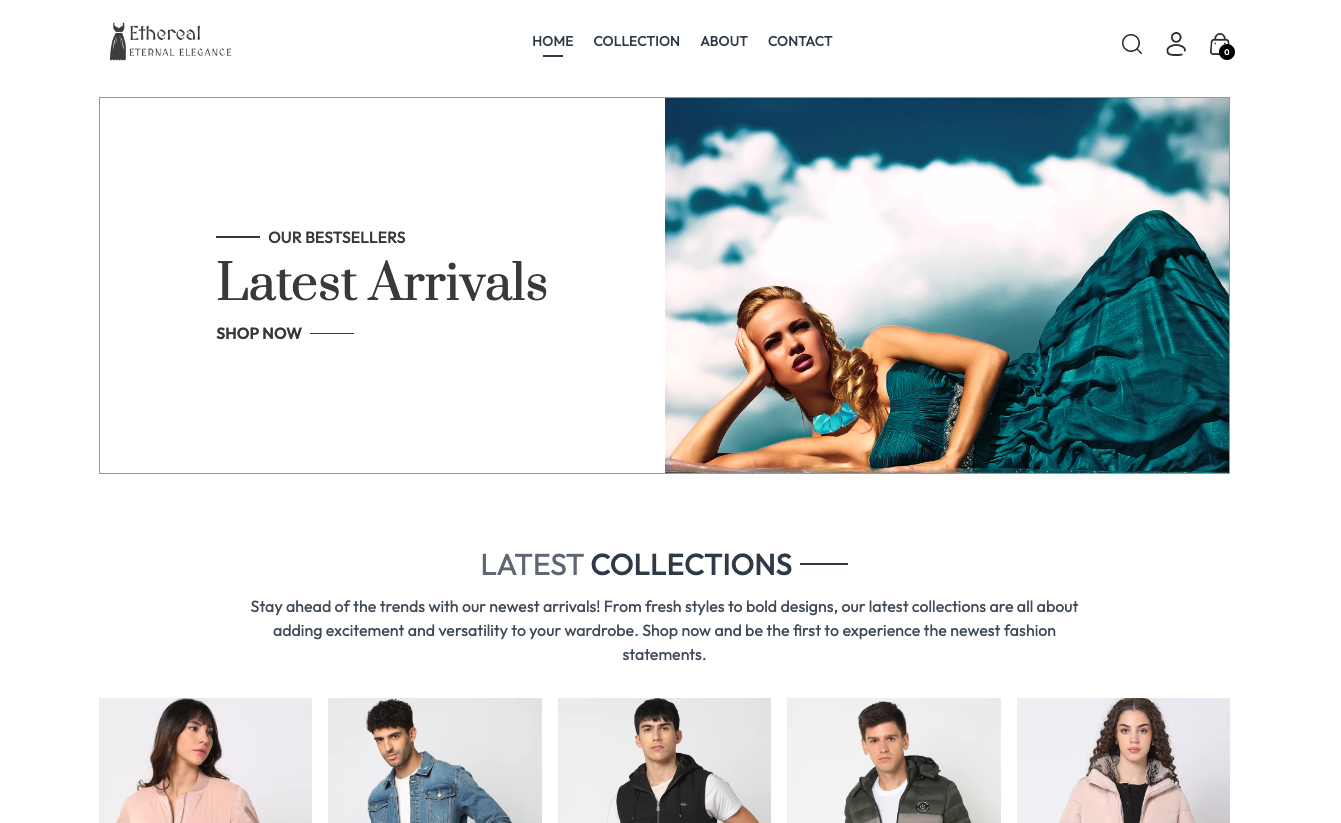 Ethereal
ETERNAL ELEGANCE
HOME
COLLECTION
ABOUT
CONTACT
0
OUR BESTSELLERS
Latest Arrivals
SHOP NOW
LATEST COLLECTIONS
Stay ahead of the trends with our newest arrivals! From fresh styles to bold designs, our latest collections are all about
adding excitement and versatility to your wardrobe. Shop now and be the first to experience the newest fashion
statements.